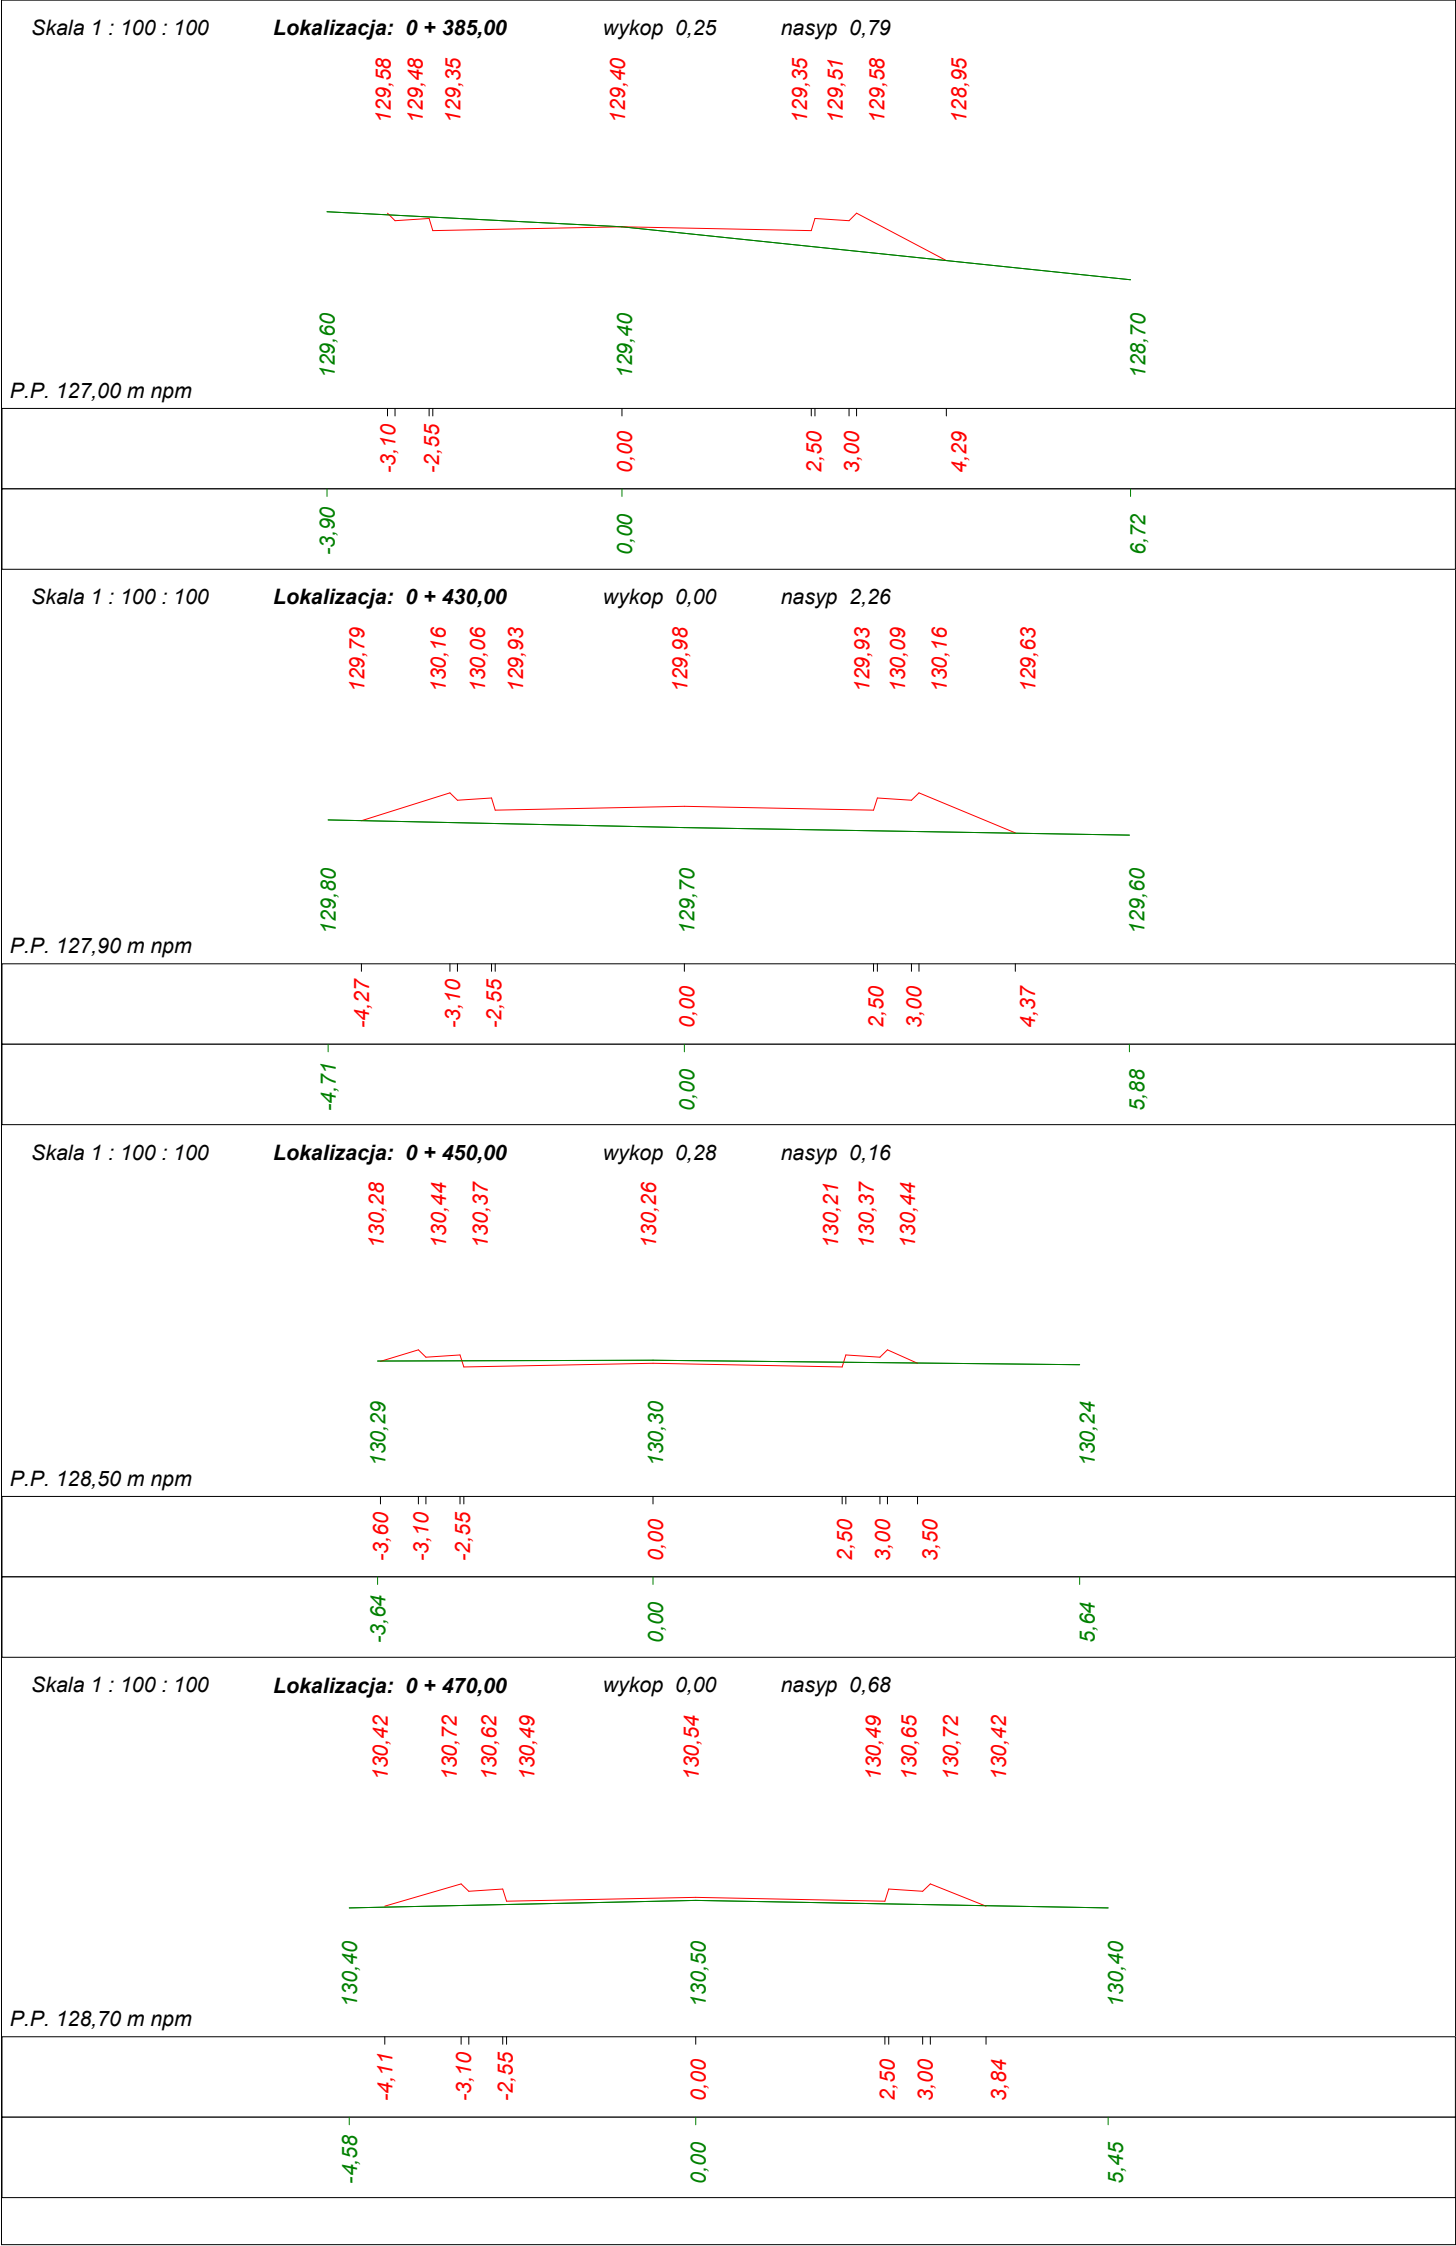 Skala 1 : 100 : 100 Lokalizacja: 0 + 385,00 wykop 0,25 nasyp 0,79
129,58 129,48 129,35 129,40 129,35 129,51 129,58 128,95
129,60 129,40 128,70
P.P. 127,00 m npm
-3,10 -2,55 0,00 2,50 3,00 4,29
-3,90 0,00 6,72
Skala 1 : 100 : 100 Lokalizacja: 0 + 430,00 wykop 0,00 nasyp 2,26
129,79 130,16 130,06 129,93 129,98 129,93 130,09 130,16 129,63
129,80 129,70 129,60
P.P. 127,90 m npm
-4,27 -3,10 -2,55 0,00 2,50 3,00 4,37
-4,71 0,00 5,88
Skala 1 : 100 : 100 Lokalizacja: 0 + 450,00 wykop 0,28 nasyp 0,16
130,28 130,44 130,37 130,26 130,21 130,37 130,44
130,29 130,30 130,24
P.P. 128,50 m npm
-3,60 -3,10 -2,55 0,00 2,50 3,00 3,50
-3,64 0,00 5,64
Skala 1 : 100 : 100 Lokalizacja: 0 + 470,00 wykop 0,00 nasyp 0,68
130,42 130,72 130,62 130,49 130,54 130,49 130,65 130,72 130,42
130,40 130,50 130,40
P.P. 128,70 m npm
-4,11 -3,10 -2,55 0,00 2,50 3,00 3,84
-4,58 0,00 5,45